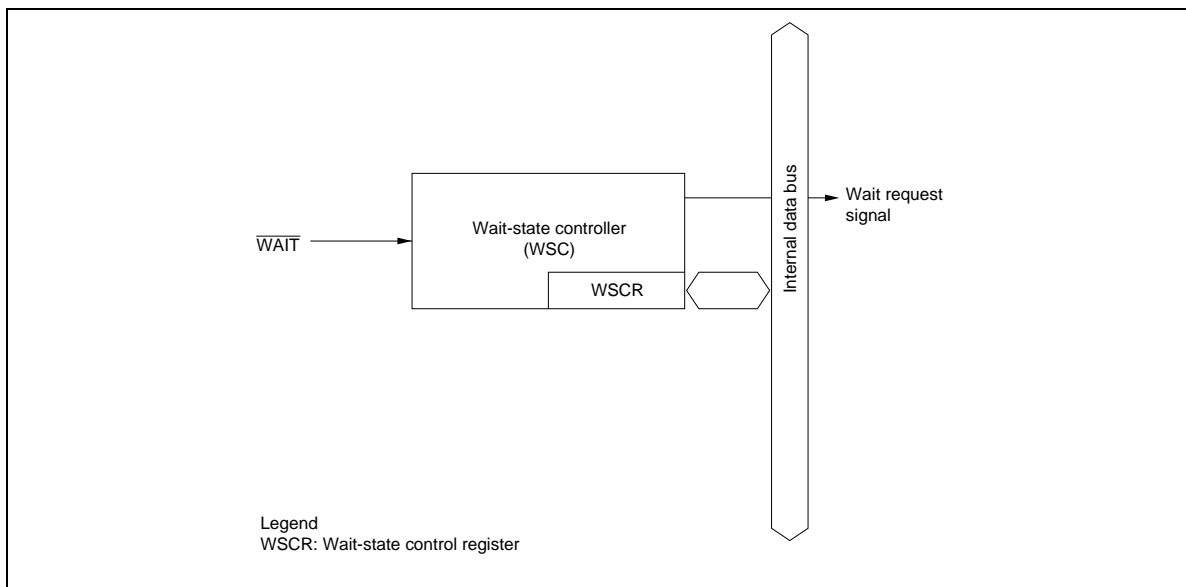 Internal data bus
Wait request
signal
Wait-state controller
(WSC)
WAIT
WSCR
Legend
WSCR: Wait-state control register